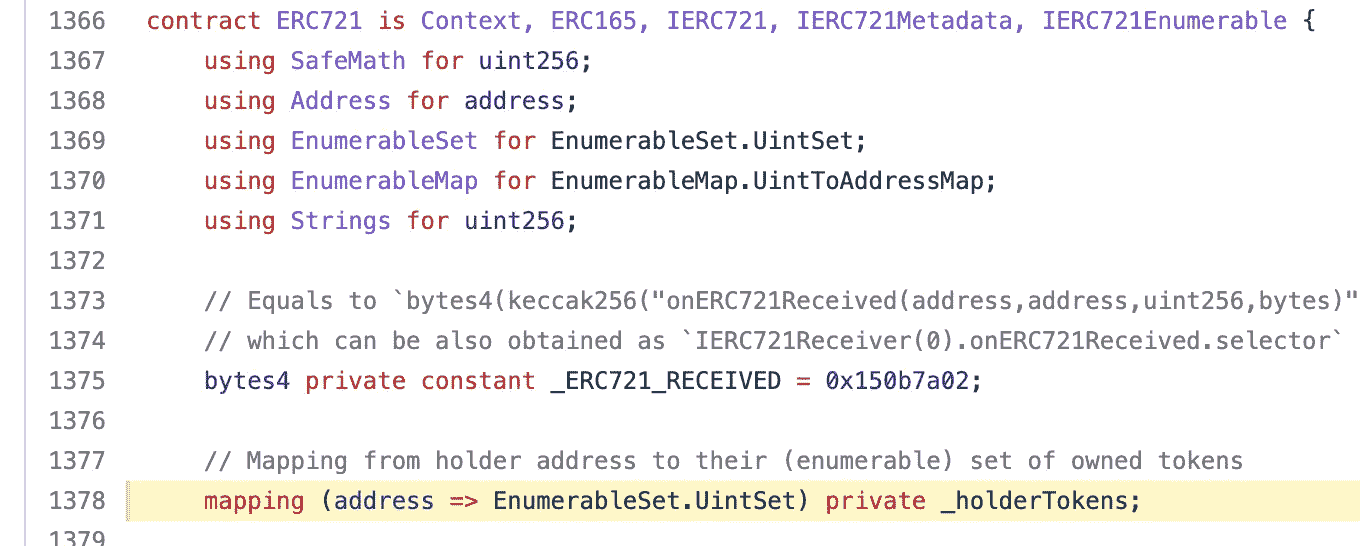 1366 contract ERC721 is Context, ERC165, IERC721, IERC721Metadata, IERC721Enumerable {
1367 using SafeMath for uint256;
1368 using Address for address;
1369 using EnumerableSet for EnumerableSet.UintSet;
1370 using EnumerableMap for EnumerableMap.UintToAddressMap;
1371 using Strings for uint256;
1372
1373 // Equals to `bytes4(keccak256("onERC721Received(address,address,uint256,bytes)"
1374 // which can be also obtained as `IERC721Receiver(0).onERC721Received.selector`
1375 bytes4 private constant _ERC721_RECEIVED = 0x150b7a02;
1376
1377 // Mapping from holder address to their (enumerable) set of owned tokens
1378 mapping (address => EnumerableSet.UintSet) private _holderTokens;
1379